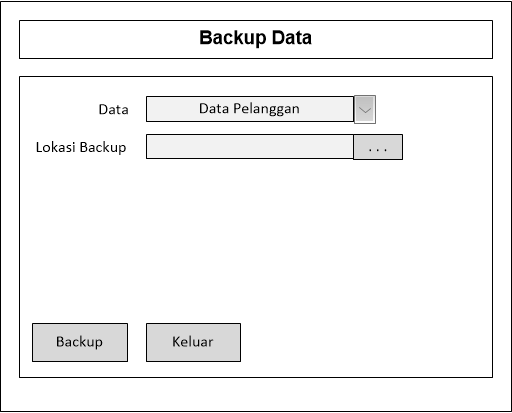 Backup Data
Data Data Pelanggan
Lokasi Backup ...
Backup Keluar